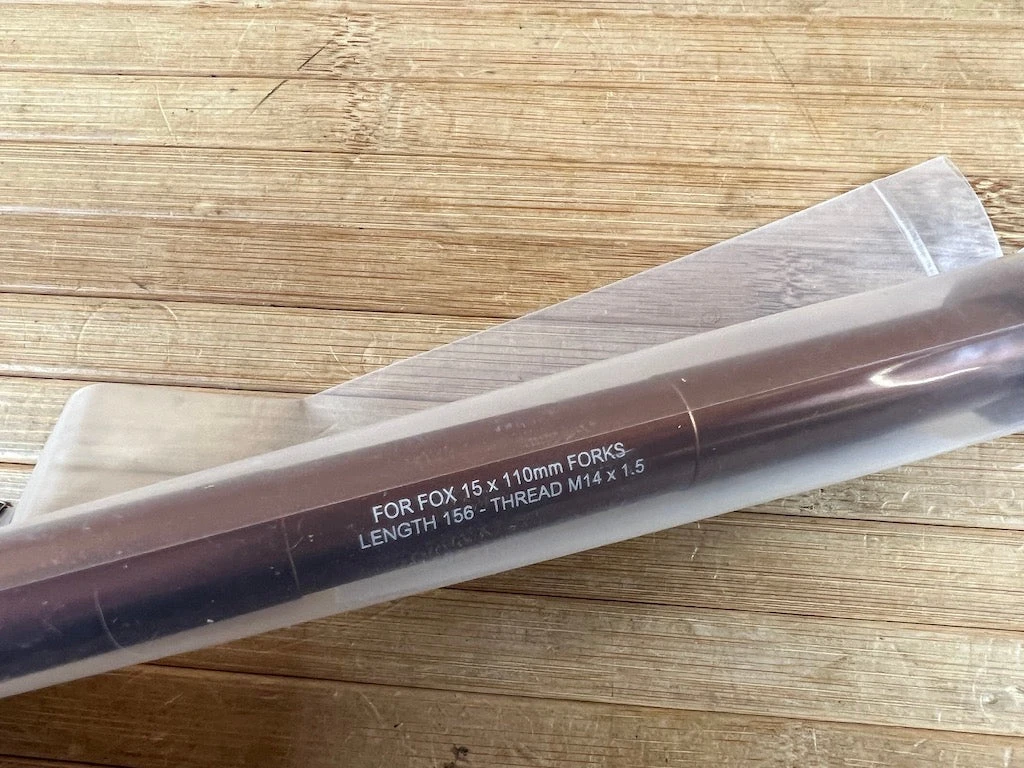 FOR FOX 15 x 110mm FORKS
LENGTH 156 - THREAD M14 x 1.5